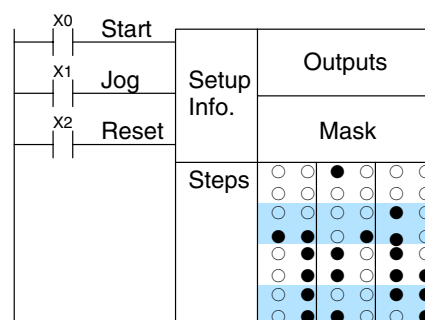 X0 Start
X1 Jog
X2 Reset
Setup
Info.
Outputs
Mask
Steps